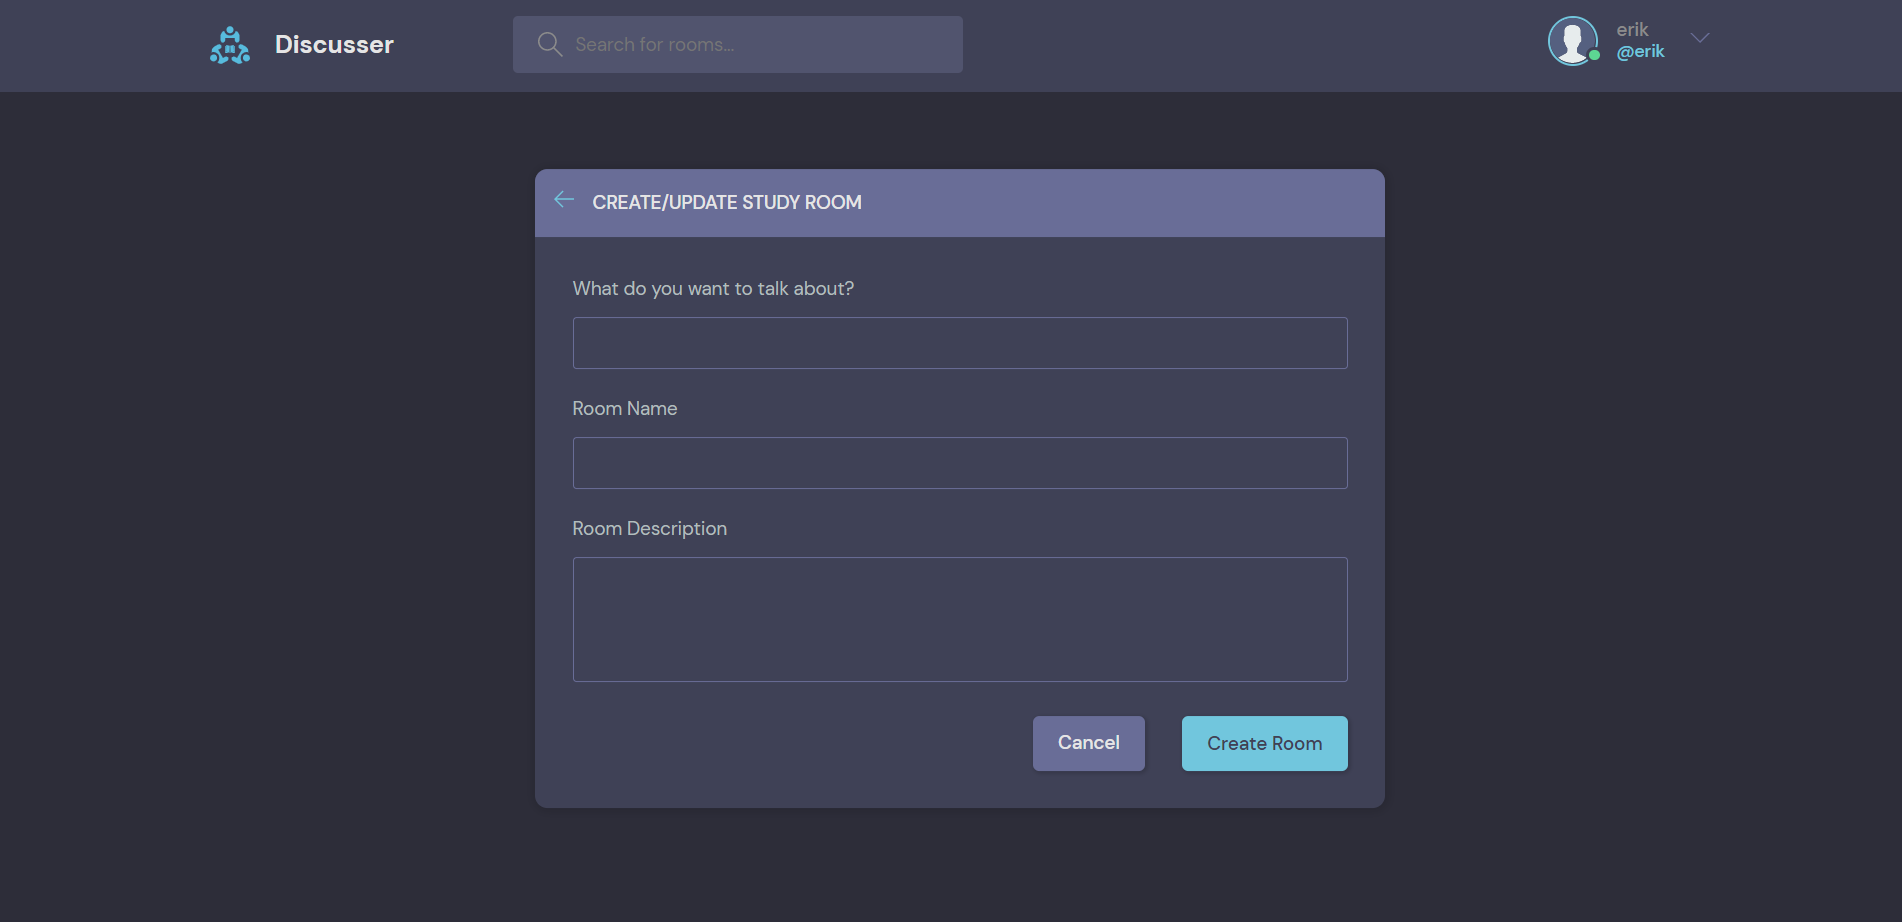 Discusser
Search for rooms...
erik
@erik
CREATE/UPDATE STUDY ROOM
What do you want to talk about?
Room Name
Room Description
Cancel
Create Room